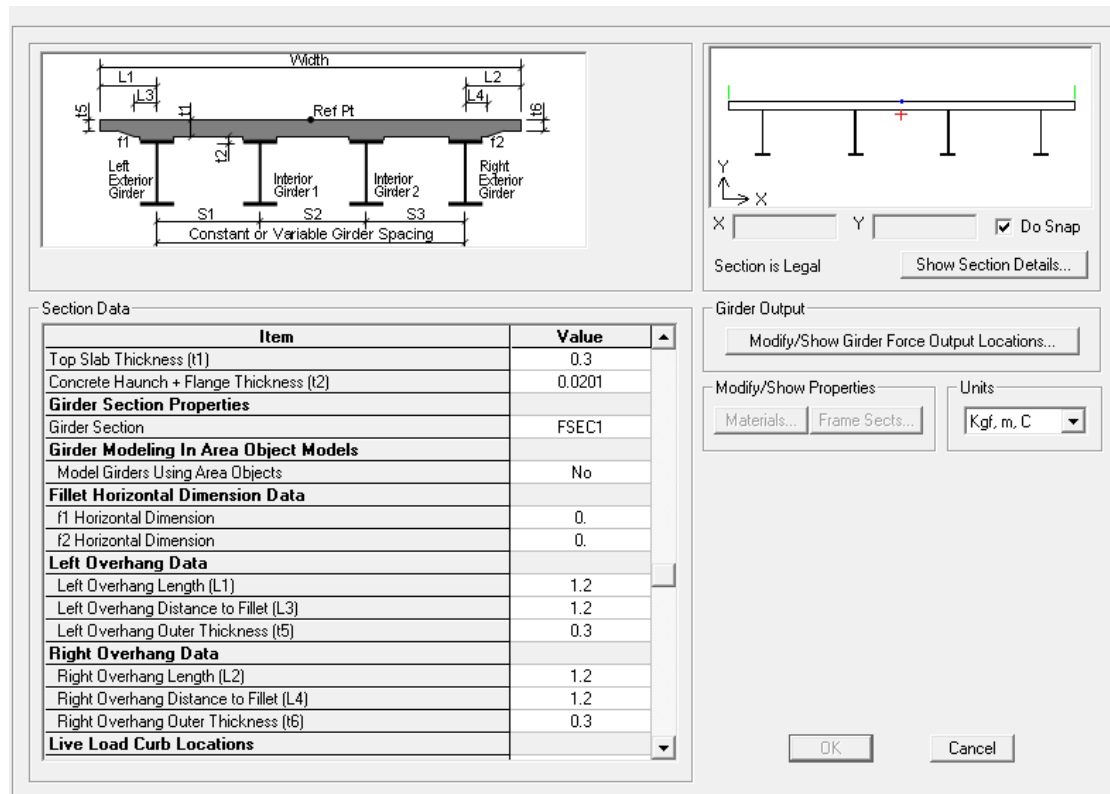 Width
L1
L2
L3
L4
t5
t1
Ref Pt
t6
f1
t2
f2
Left Exterior Girder
Interior Girder 1
Interior Girder 2
Right Exterior Girder
S1
S2
S3
Constant or Variable Girder Spacing
Y
X
X
Y
Do Snap
Section is Legal
Show Section Details...
Section Data
Item Value
Top Slab Thickness (t1) 0.3
Concrete Haunch + Flange Thickness (t2) 0.0201
Girder Section Properties
Girder Section FSEC1
Girder Modeling In Area Object Models
Model Girders Using Area Objects No
Fillet Horizontal Dimension Data
f1 Horizontal Dimension 0.
f2 Horizontal Dimension 0.
Left Overhang Data
Left Overhang Length (L1) 1.2
Left Overhang Distance to Fillet (L3) 1.2
Left Overhang Outer Thickness (t5) 0.3
Right Overhang Data
Right Overhang Length (L2) 1.2
Right Overhang Distance to Fillet (L4) 1.2
Right Overhang Outer Thickness (t6) 0.3
Live Load Curb Locations
Girder Output
Modify/Show Girder Force Output Locations...
Modify/Show Properties
Materials...
Frame Sects...
Units
Kgf, m, C
OK
Cancel